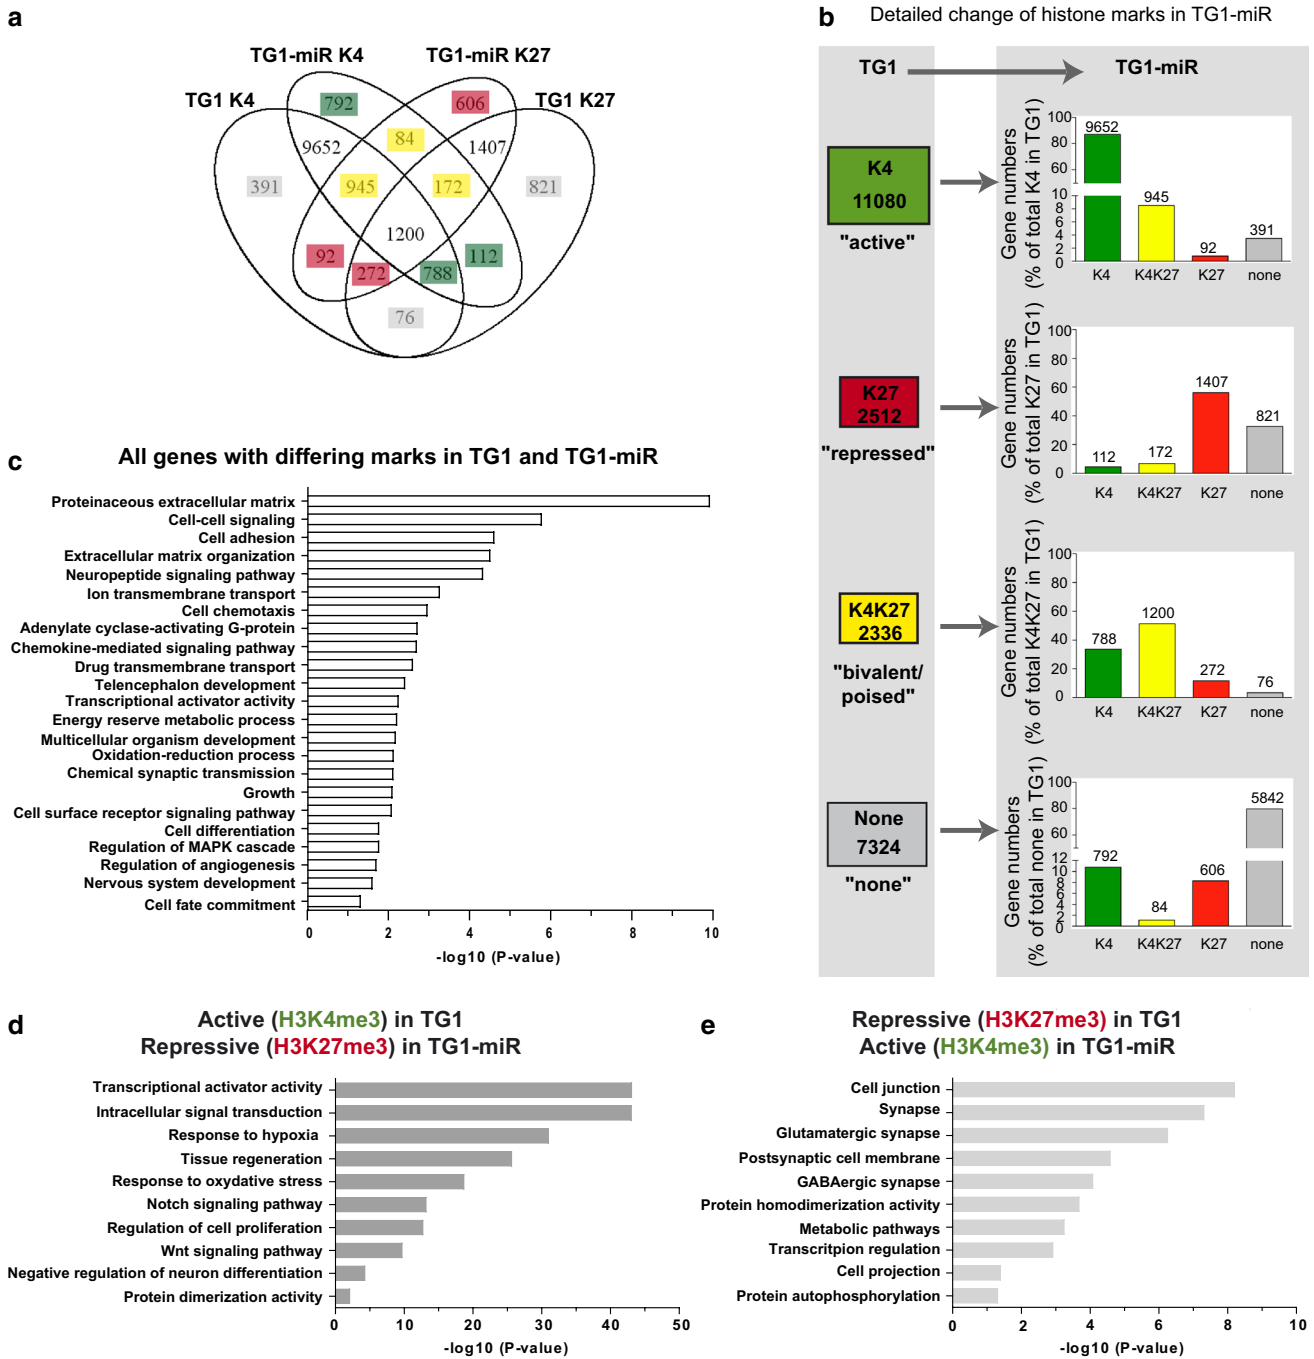 a
TG1-miR K4
TG1-miR K27
TG1 K4
TG1 K27
792
606
9652
84
1407
391
945
172
821
1200
92
272
788
112
76
b
Detailed change of histone marks in TG1-miR
TG1
TG1-miR
K4
11080
"active"
Gene numbers
(% of total K4 in TG1)
100
80
60
10
8
6
4
2
0
9652
945
92
391
K4
K4K27
K27
none
K27
2512
"repressed"
Gene numbers
(% of total K27 in TG1)
100
80
60
40
20
0
112
172
1407
821
K4
K4K27
K27
none
K4K27
2336
"bivalent/
poised"
Gene numbers
(% of total K4K27 in TG1)
100
80
60
40
20
0
788
1200
272
76
K4
K4K27
K27
none
None
7324
"none"
Gene numbers
(% of total none in TG1)
100
80
60
12
10
8
6
4
2
0
792
84
606
5842
K4
K4K27
K27
none
c
All genes with differing marks in TG1 and TG1-miR
Proteinaceous extracellular matrix
Cell-cell signaling
Cell adhesion
Extracellular matrix organization
Neuropeptide signaling pathway
Ion transmembrane transport
Cell chemotaxis
Adenylate cyclase-activating G-protein
Chemokine-mediated signaling pathway
Drug transmembrane transport
Telencephalon development
Transcriptional activator activity
Energy reserve metabolic process
Multicellular organism development
Oxidation-reduction process
Chemical synaptic transmission
Growth
Cell surface receptor signaling pathway
Cell differentiation
Regulation of MAPK cascade
Regulation of angiogenesis
Nervous system development
Cell fate commitment
0 2 4 6 8 10
-log10 (P-value)
d
Active (H3K4me3) in TG1
Repressive (H3K27me3) in TG1-miR
Transcriptional activator activity
Intracellular signal transduction
Response to hypoxia
Tissue regeneration
Response to oxydative stress
Notch signaling pathway
Regulation of cell proliferation
Wnt signaling pathway
Negative regulation of neuron differentiation
Protein dimerization activity
0 10 20 30 40 50
-log10 (P-value)
e
Repressive (H3K27me3) in TG1
Active (H3K4me3) in TG1-miR
Cell junction
Synapse
Glutamatergic synapse
Postsynaptic cell membrane
GABAergic synapse
Protein homodimerization activity
Metabolic pathways
Transcritpion regulation
Cell projection
Protein autophosphorylation
0 2 4 6 8 10
-log10 (P-value)